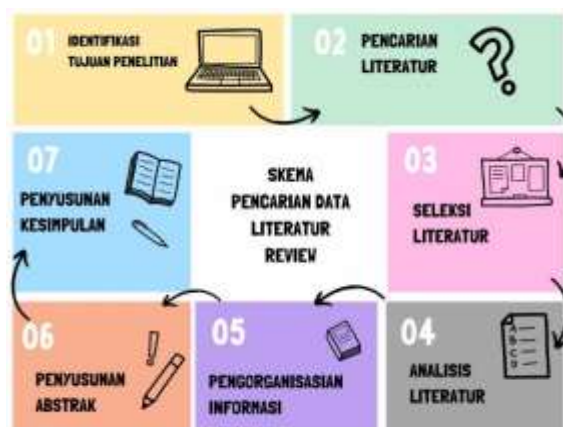 01
IDENTIFIKASI
TUJUAN PENELITIAN
02
PENCARIAN
LITERATUR
03
SELEKSI
LITERATUR
04
ANALISIS
LITERATUR
05
PENGORGANISASIAN
INFORMASI
06
PENYUSUNAN
ABSTRAK
07
PENYUSUNAN
KESIMPULAN
SKEMA
PENCARIAN DATA
LITERATUR
REVIEW
A
B
C
D